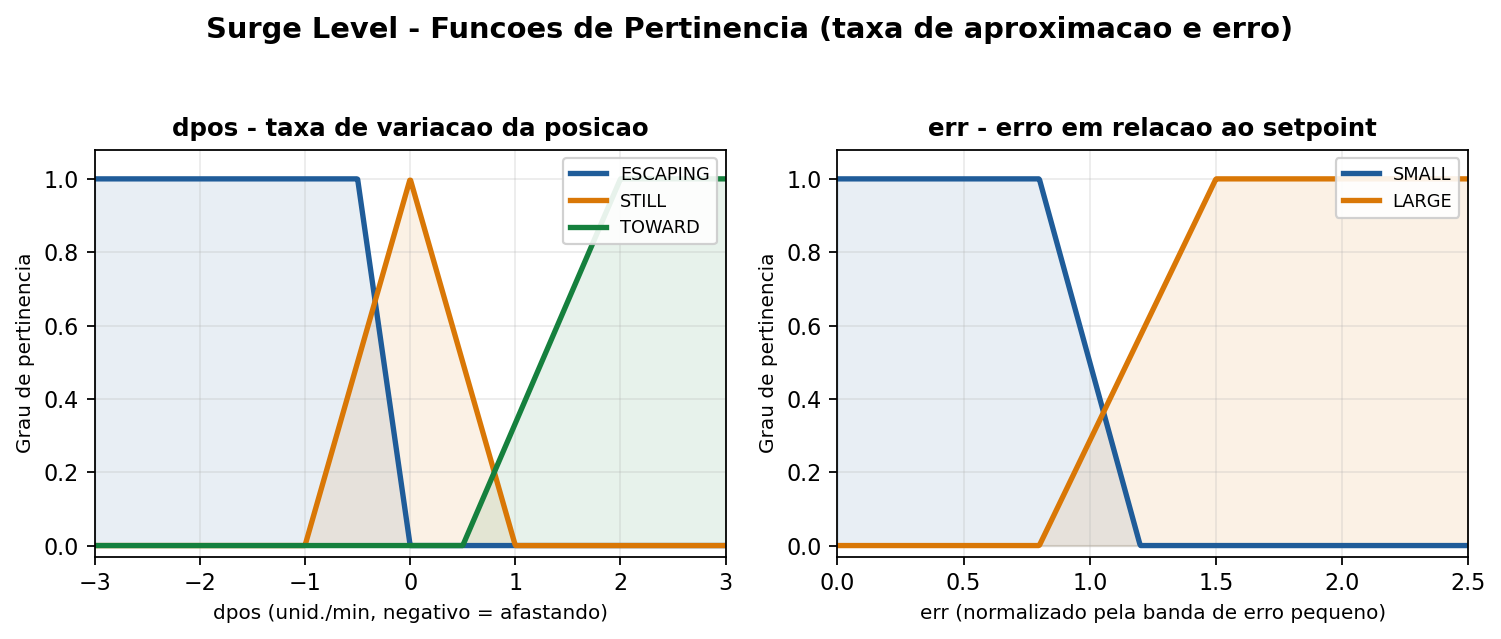 Surge Level - Funcoes de Pertinencia (taxa de aproximacao e erro)
dpos - taxa de variacao da posicao
Grau de pertinencia
1.0
0.8
0.6
0.4
0.2
0.0
ESCAPING
STILL
TOWARD
−3
−2
−1
0
1
2
3
dpos (unid./min, negativo = afastando)
err - erro em relacao ao setpoint
Grau de pertinencia
1.0
0.8
0.6
0.4
0.2
0.0
SMALL
LARGE
0.0
0.5
1.0
1.5
2.0
2.5
err (normalizado pela banda de erro pequeno)